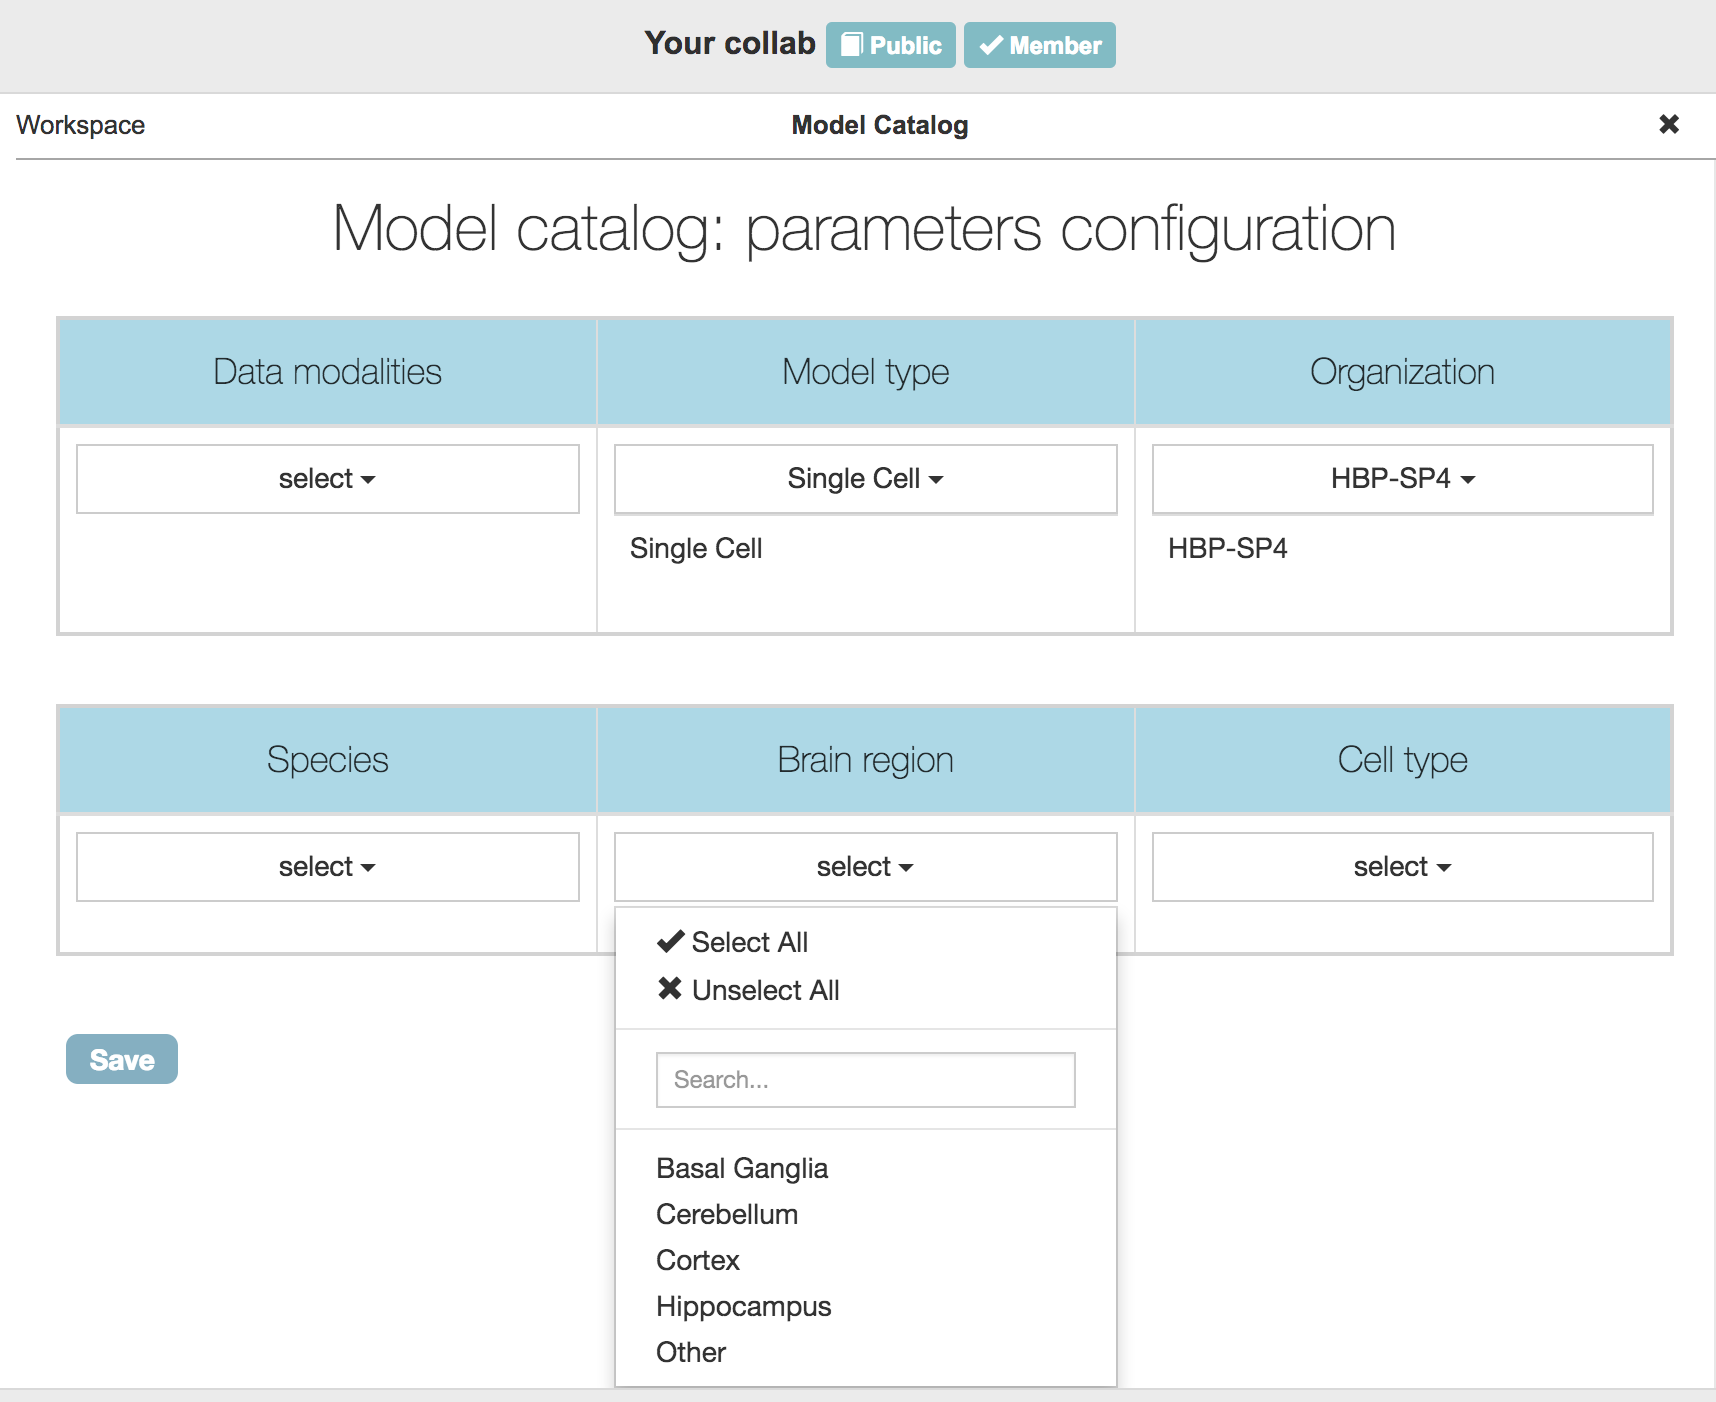 Your collab Public Member
Workspace Model Catalog
Model catalog: parameters configuration
Data modalities Model type Organization
select Single Cell HBP-SP4
Single Cell HBP-SP4
Species Brain region Cell type
select select select
Select All
Unselect All
Save
Search...
Basal Ganglia
Cerebellum
Cortex
Hippocampus
Other